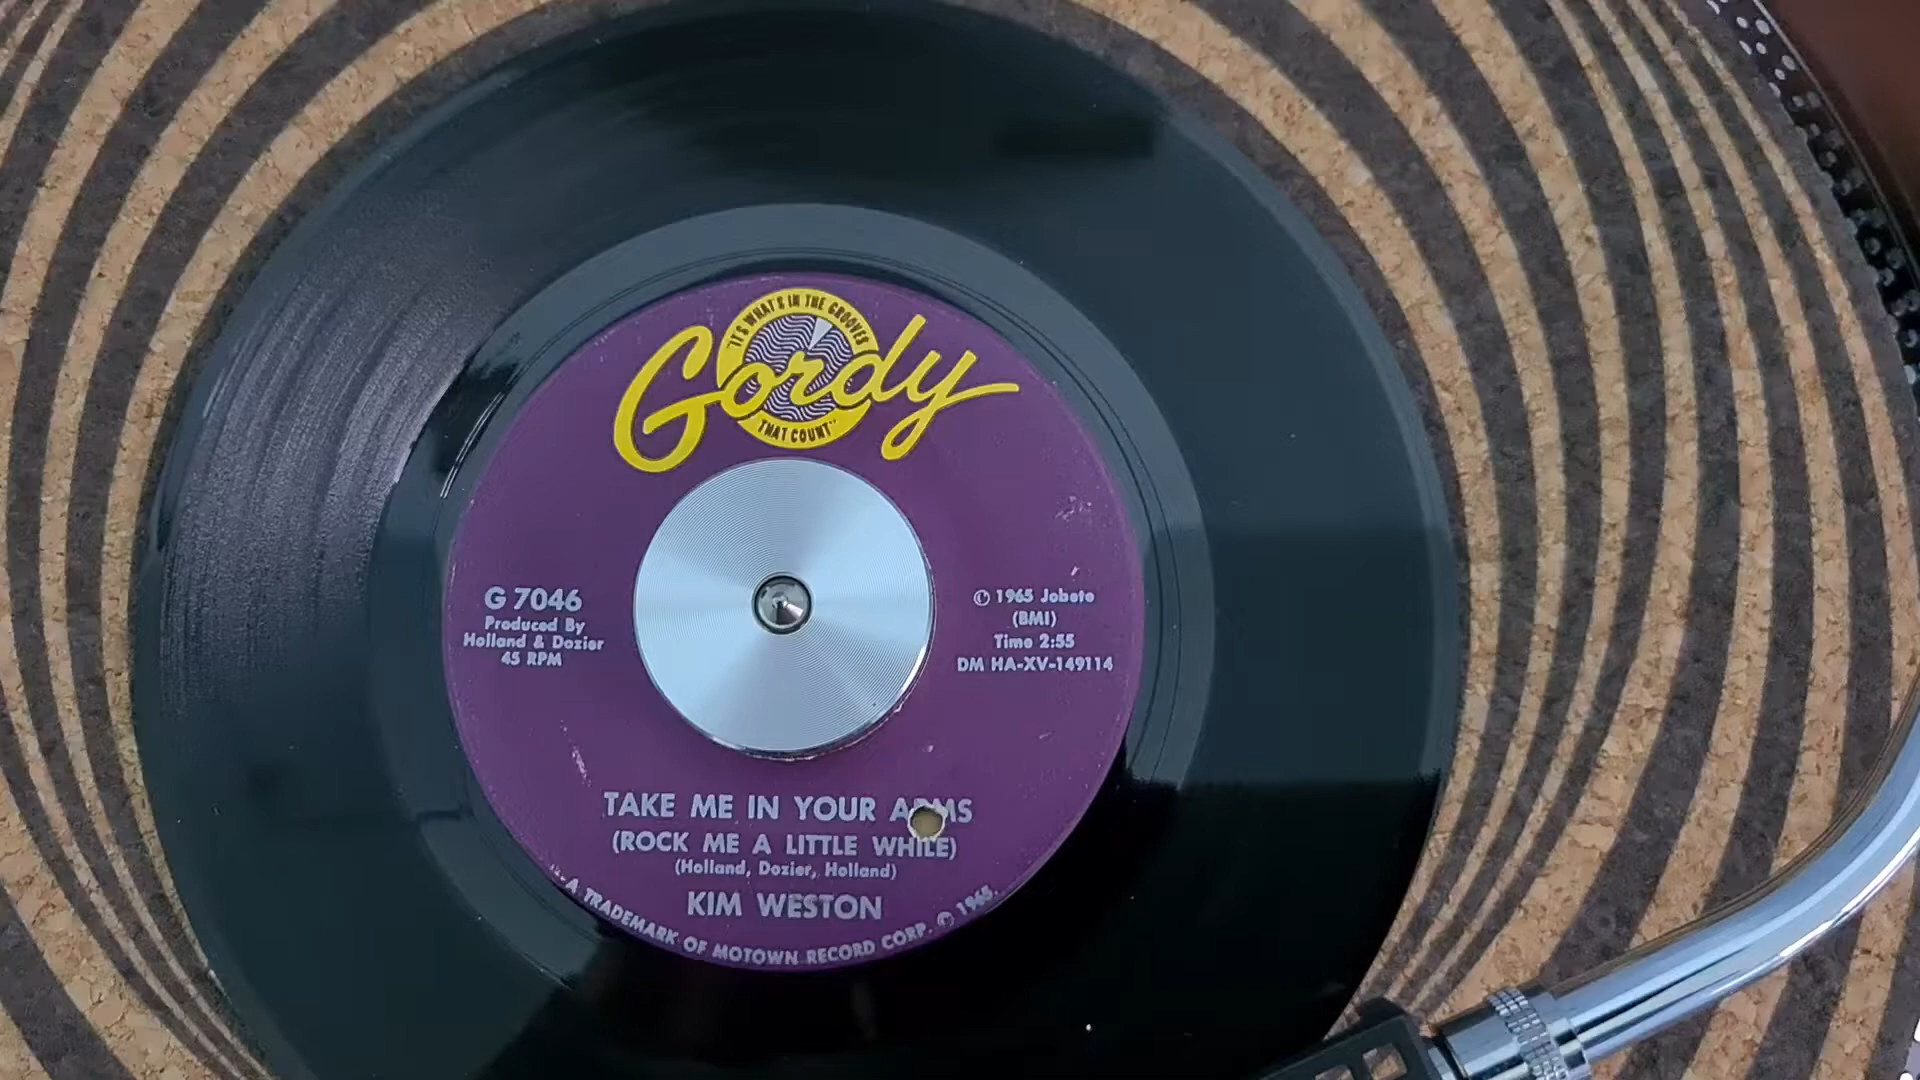 "IT'S WHAT'S IN THE GROOVES
Gordy
THAT COUNT"
G 7046
Produced By
Holland & Dozier
45 RPM
© 1965 Jobete
(BMI)
Time 2:55
DM HA-XV-149114
TAKE ME IN YOUR ARMS
(ROCK ME A LITTLE WHILE)
(Holland, Dozier, Holland)
KIM WESTON
-A TRADEMARK OF MOTOWN RECORD CORP. © 1965.